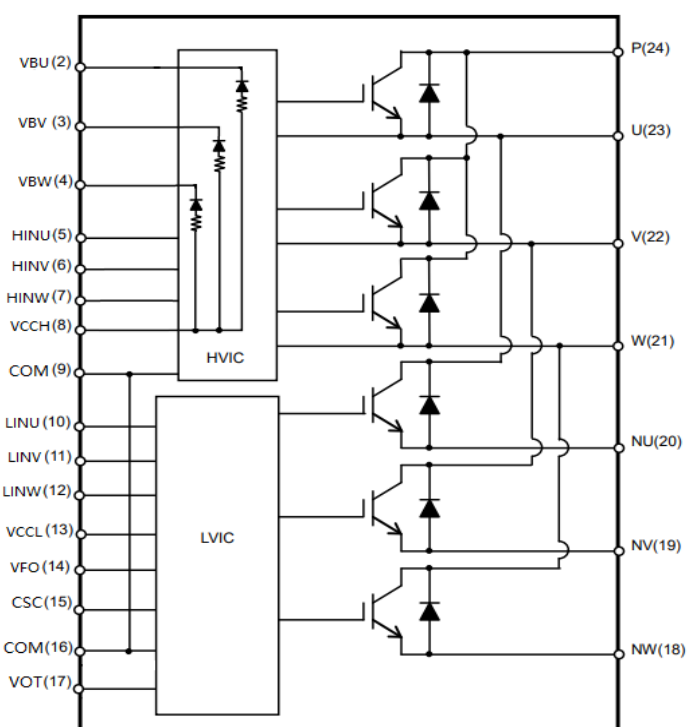 VBU(2)
VBV (3)
VBW(4)
HINU(5)
HINV (6)
HINW(7)
VCCH(8)
COM(9)
LINU(10)
LINV (11)
LINW(12)
VCCL(13)
VFO(14)
CSC(15)
COM(16)
VOT(17)
HVIC
LVIC
P(24)
U(23)
V(22)
W(21)
NU(20)
NV(19)
NW(18)